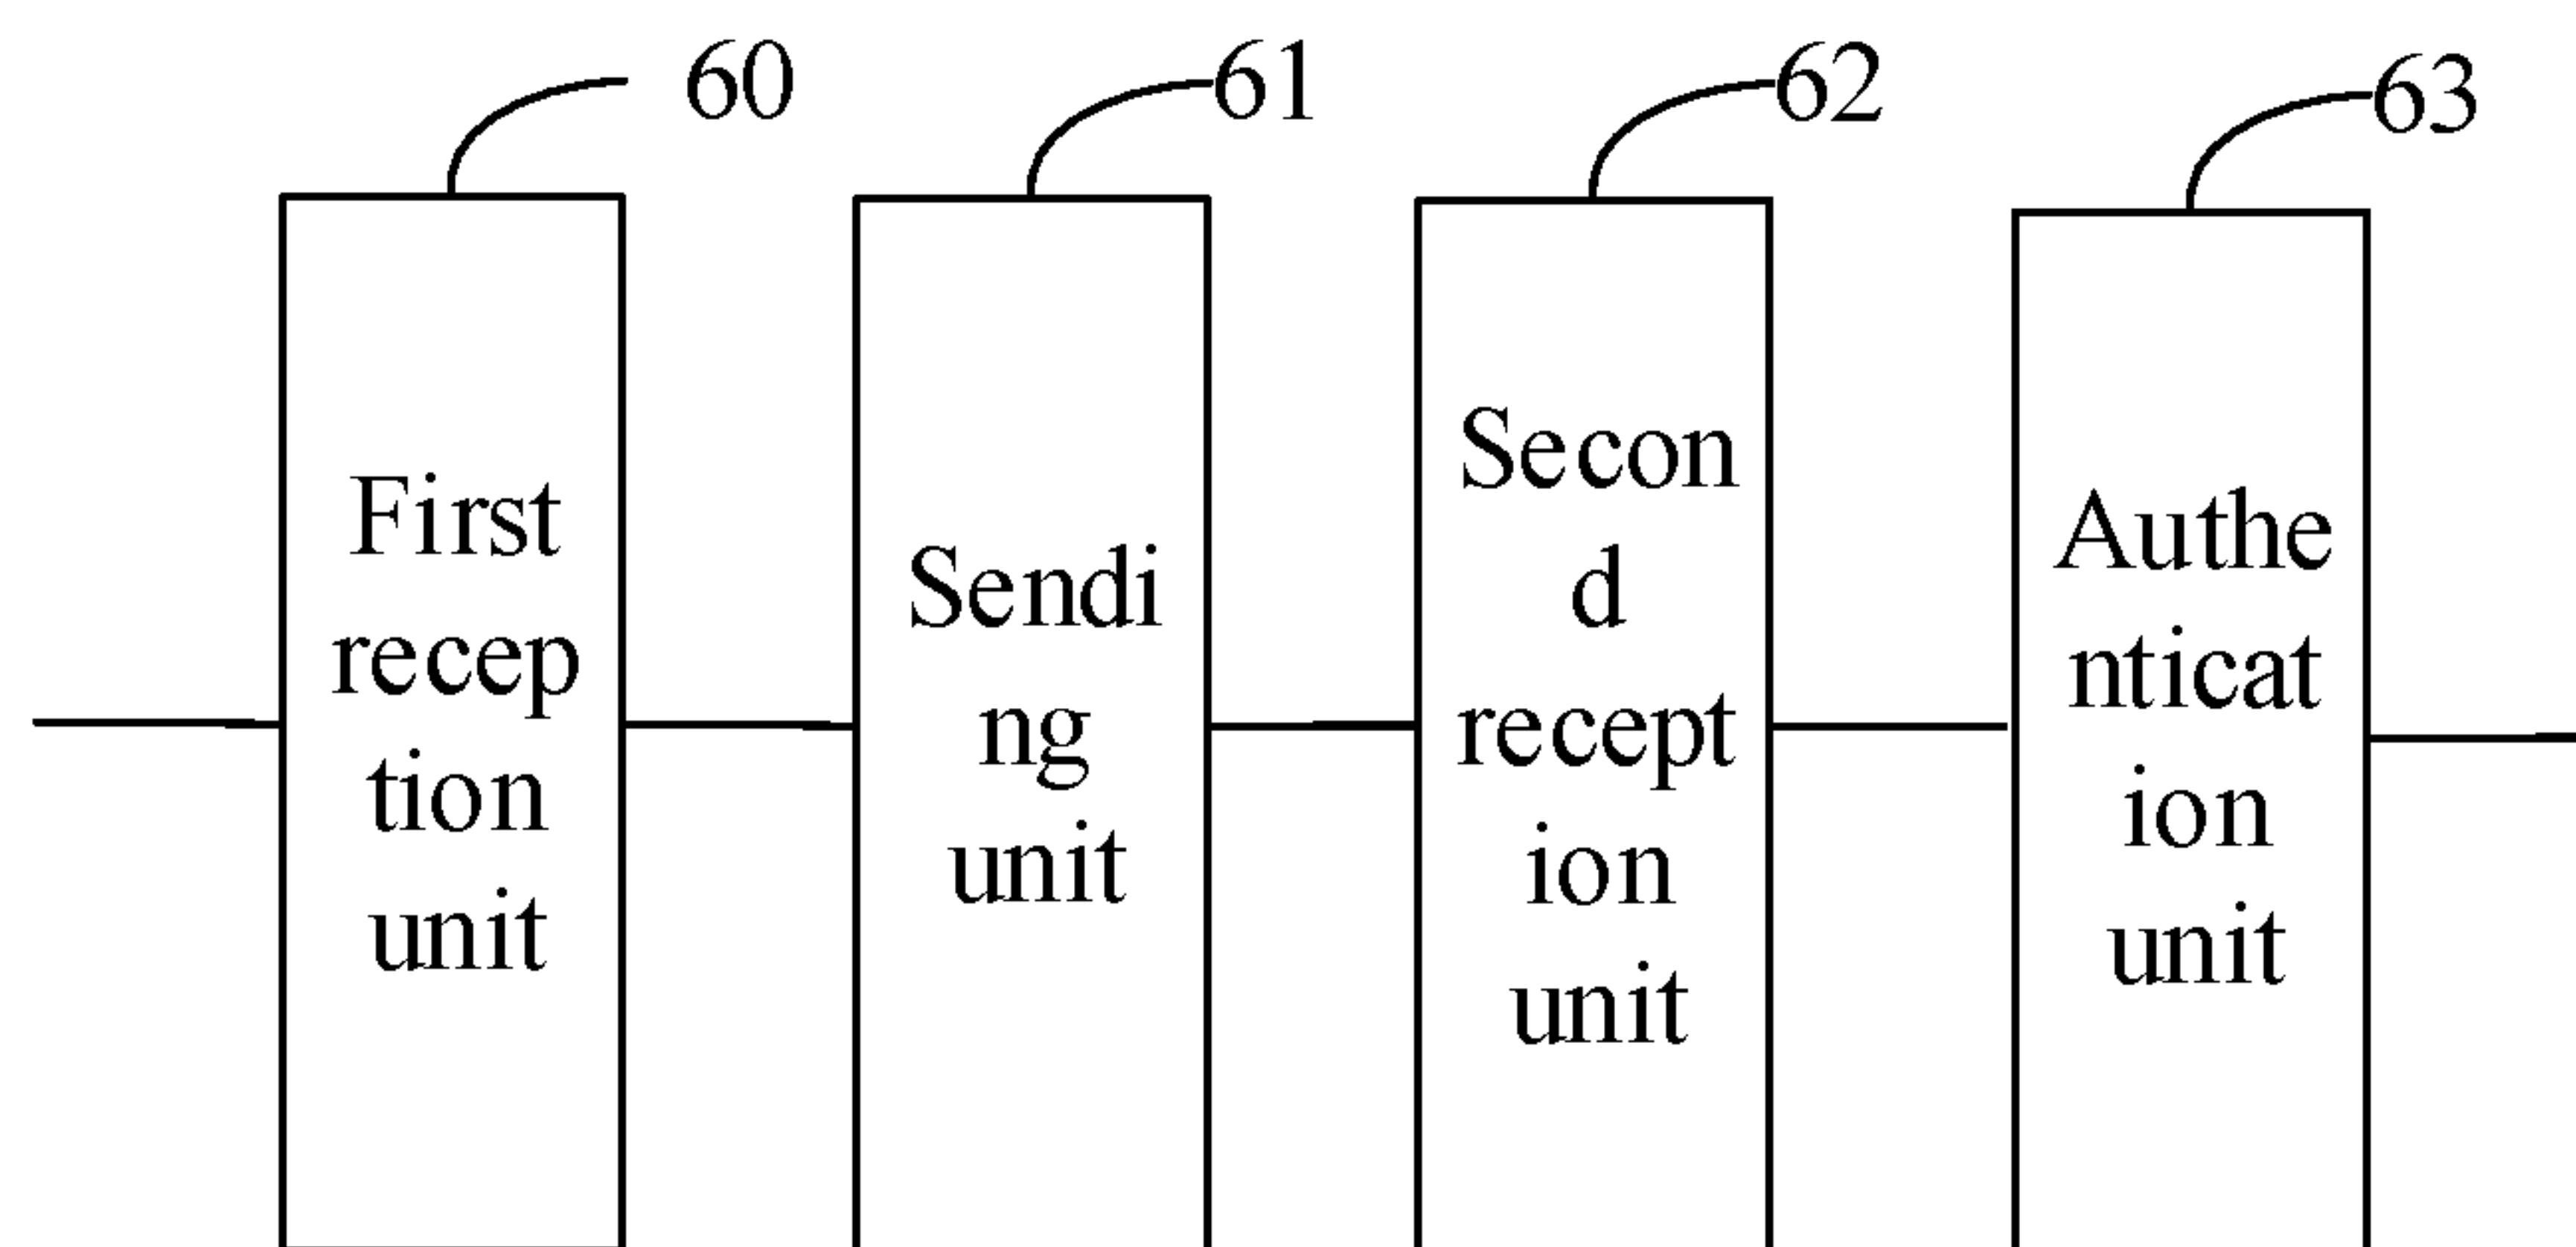 60
61
62
63
First
recep
tion
unit
Sendi
ng
unit
Secon
d
recept
ion
unit
Authe
nticat
ion
unit